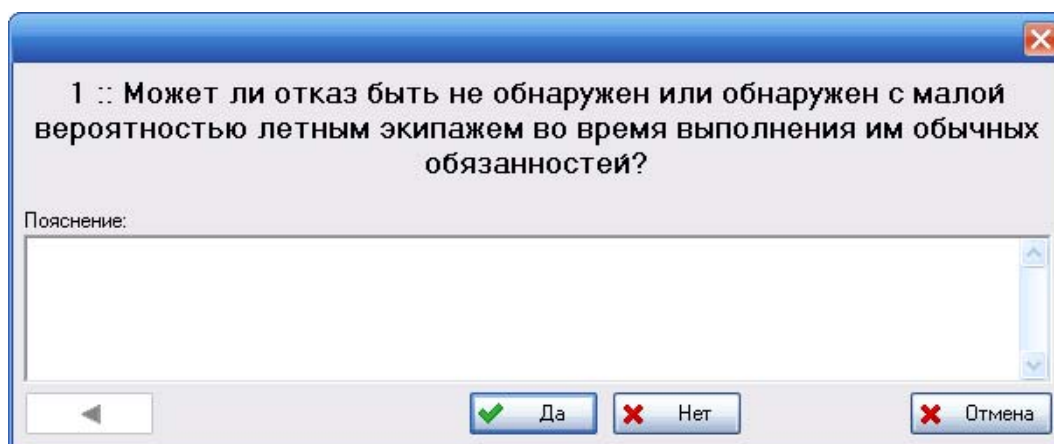 1 :: Может ли отказ быть не обнаружен или обнаружен с малой
вероятностью летным экипажем во время выполнения им обычных
обязанностей?
Пояснение:
Да
Нет
Отмена